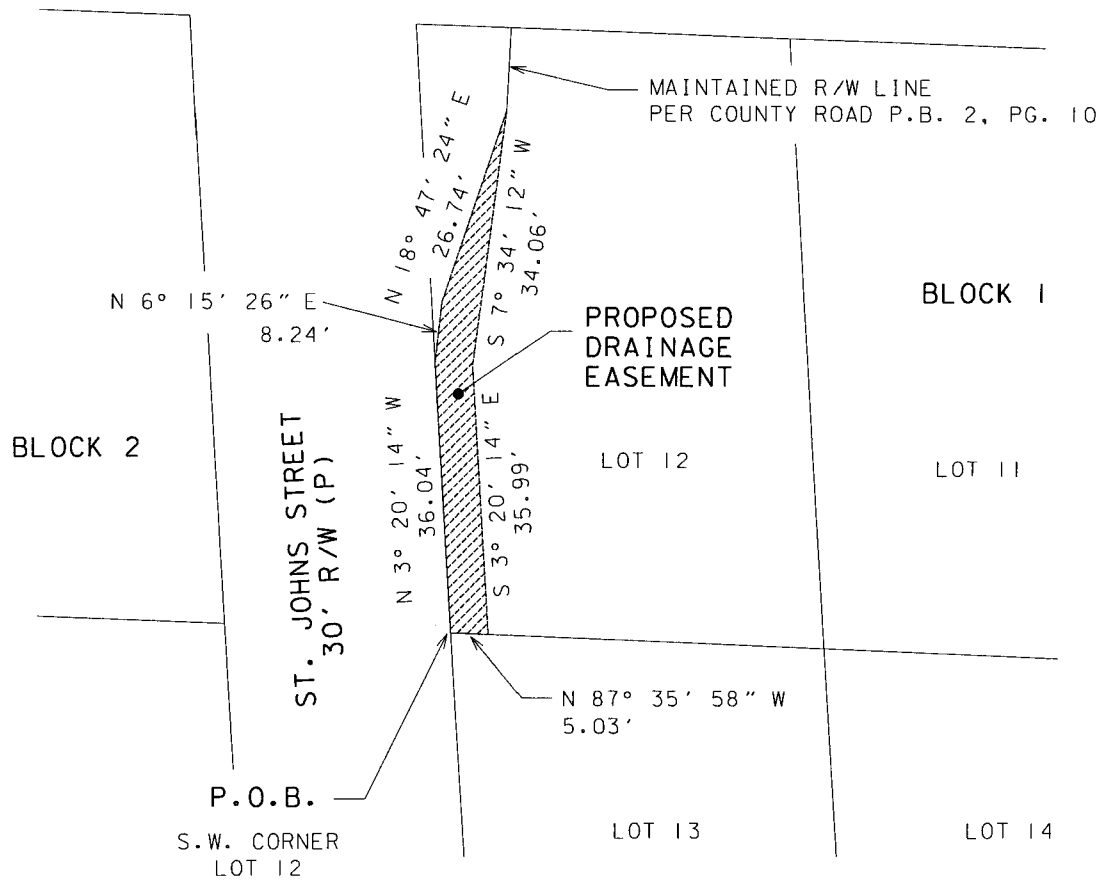 MAINTAINED R/W LINE
PER COUNTY ROAD P.B. 2, PG. 10
N 18° 47' 24" E
26.74'
S 7° 34' 12" W
34.06'
N 6° 15' 26" E
8.24'
BLOCK 1
PROPOSED
DRAINAGE
EASEMENT
BLOCK 2
ST. JOHNS STREET
30' R/W (P)
N 3° 20' 14" W
36.04'
S 3° 20' 14" E
35.99'
LOT 12
LOT 11
N 87° 35' 58" W
5.03'
P.O.B.
S.W. CORNER
LOT 12
LOT 13
LOT 14